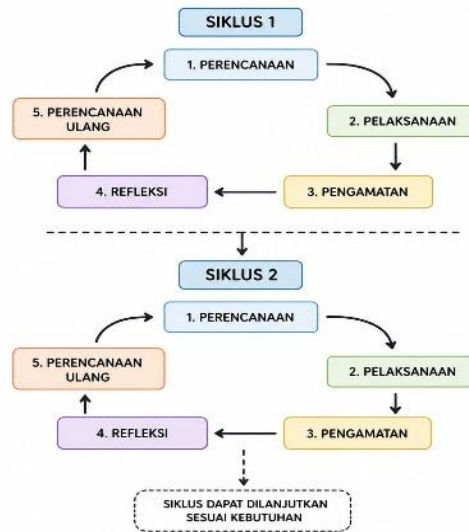 SIKLUS 1
1. PERENCANAAN
2. PELAKSANAAN
3. PENGAMATAN
4. REFLEKSI
5. PERENCANAAN
ULANG
SIKLUS 2
1. PERENCANAAN
2. PELAKSANAAN
3. PENGAMATAN
4. REFLEKSI
5. PERENCANAAN
ULANG
SIKLUS DAPAT DILANJUTKAN
SESUAI KEBUTUHAN